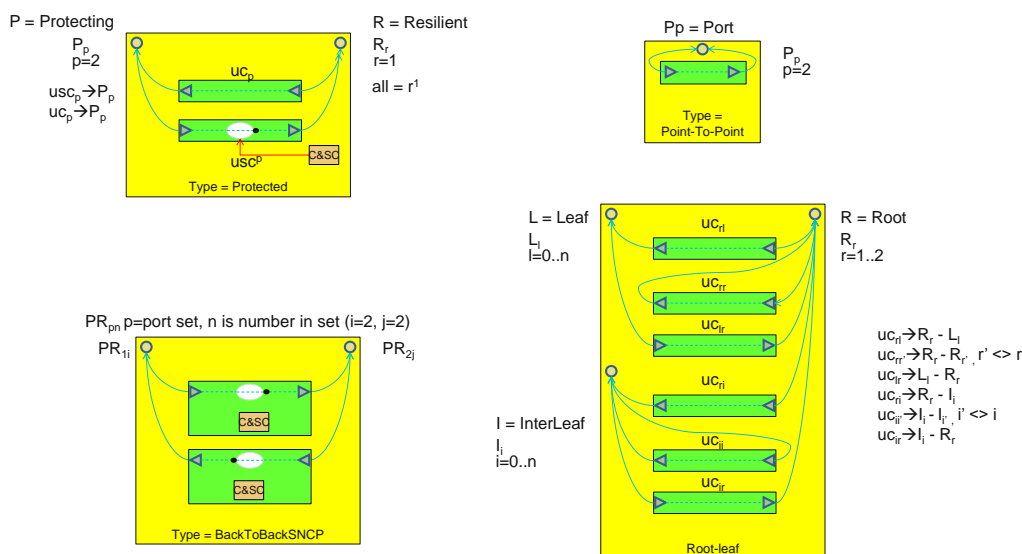 P = Protecting
R = Resilient
Pp
p=2
Rr
r=1
ucp
uscp→Pp
ucp→Pp
all = r1
uscp
C&SC
Type = Protected
Pp = Port
Pp
p=2
Type =
Point-To-Point
L = Leaf
Ll
l=0..n
R = Root
Rr
r=1..2
ucrl
ucrr
uclr
ucri
ucii
ucir
I = InterLeaf
Ii
i=0..n
ucrl→Rr - Ll
ucrr'→Rr - Rr' , r' <> r
uclr→Ll - Rr
ucri→Rr - Ii
ucii'→Ii - Ii' , i' <> i
ucir→Ii - Rr
Root-leaf
PRpn p=port set, n is number in set (i=2, j=2)
PR1i
PR2j
C&SC
C&SC
Type = BackToBackSNCP